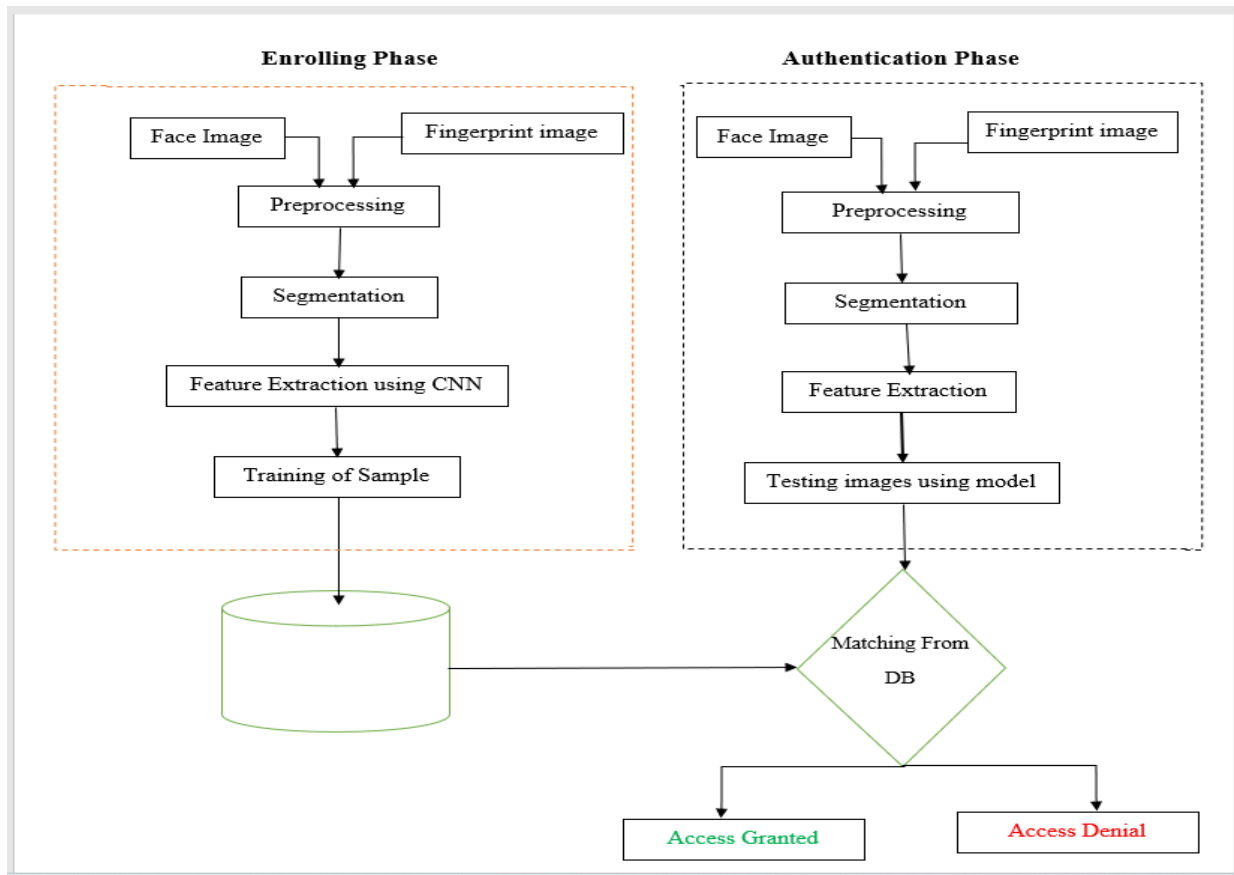 Enrolling Phase
Face Image
Fingerprint image
Preprocessing
Segmentation
Feature Extraction using CNN
Training of Sample
Authentication Phase
Face Image
Fingerprint image
Preprocessing
Segmentation
Feature Extraction
Testing images using model
Matching From
DB
Access Granted
Access Denial